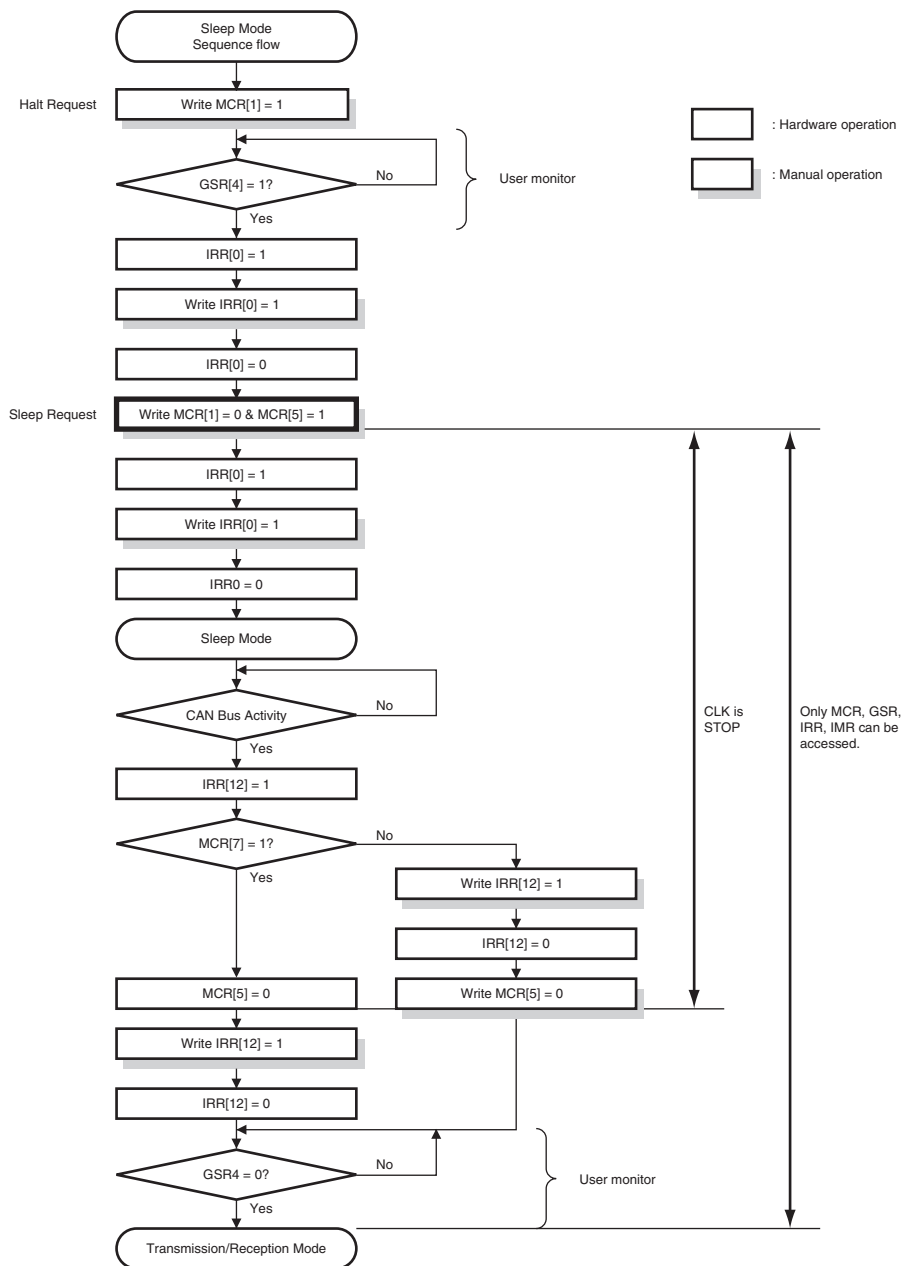 Sleep Mode
Sequence flow
Halt Request
Write MCR[1] = 1
: Hardware operation
GSR[4] = 1?
No
User monitor
: Manual operation
Yes
IRR[0] = 1
Write IRR[0] = 1
IRR[0] = 0
Sleep Request
Write MCR[1] = 0 & MCR[5] = 1
IRR[0] = 1
Write IRR[0] = 1
IRR0 = 0
Sleep Mode
CAN Bus Activity
No
CLK is
STOP
Only MCR, GSR,
IRR, IMR can be
accessed.
Yes
IRR[12] = 1
MCR[7] = 1?
No
Yes
Write IRR[12] = 1
IRR[12] = 0
MCR[5] = 0
Write MCR[5] = 0
Write IRR[12] = 1
IRR[12] = 0
GSR4 = 0?
No
User monitor
Yes
Transmission/Reception Mode